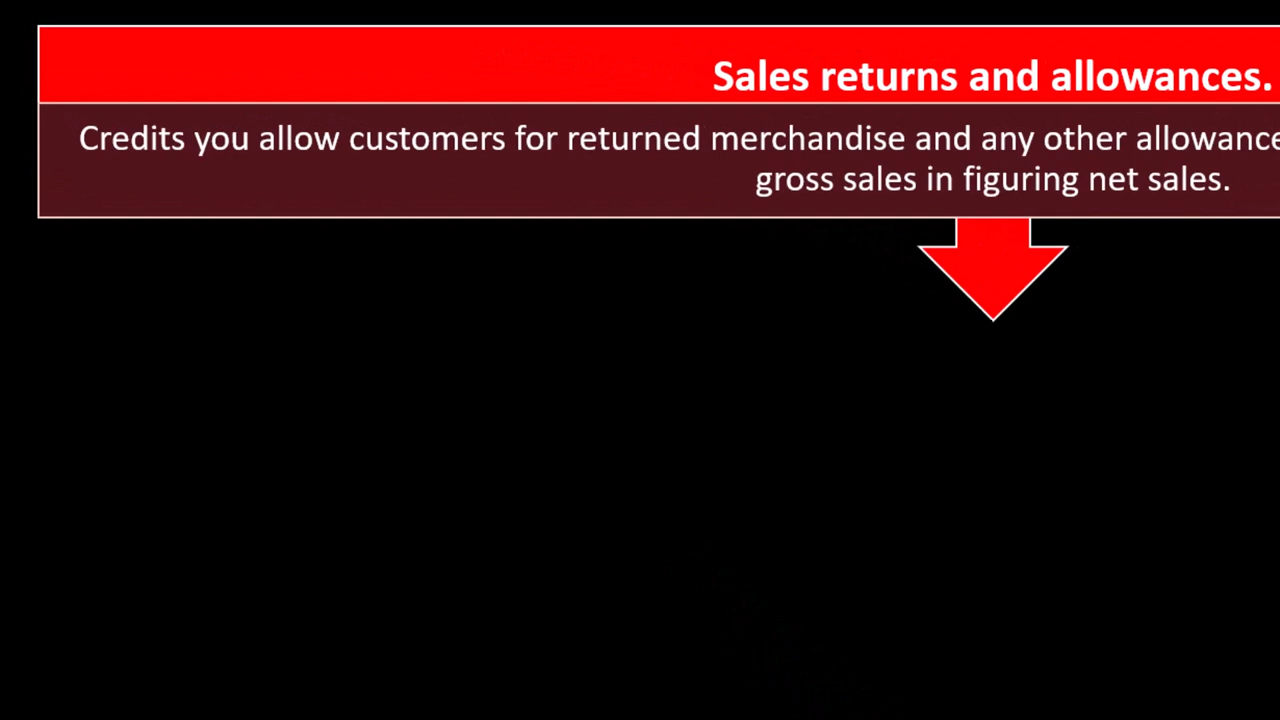 Sales returns and allowances.
Credits you allow customers for returned merchandise and any other allowance
gross sales in figuring net sales.